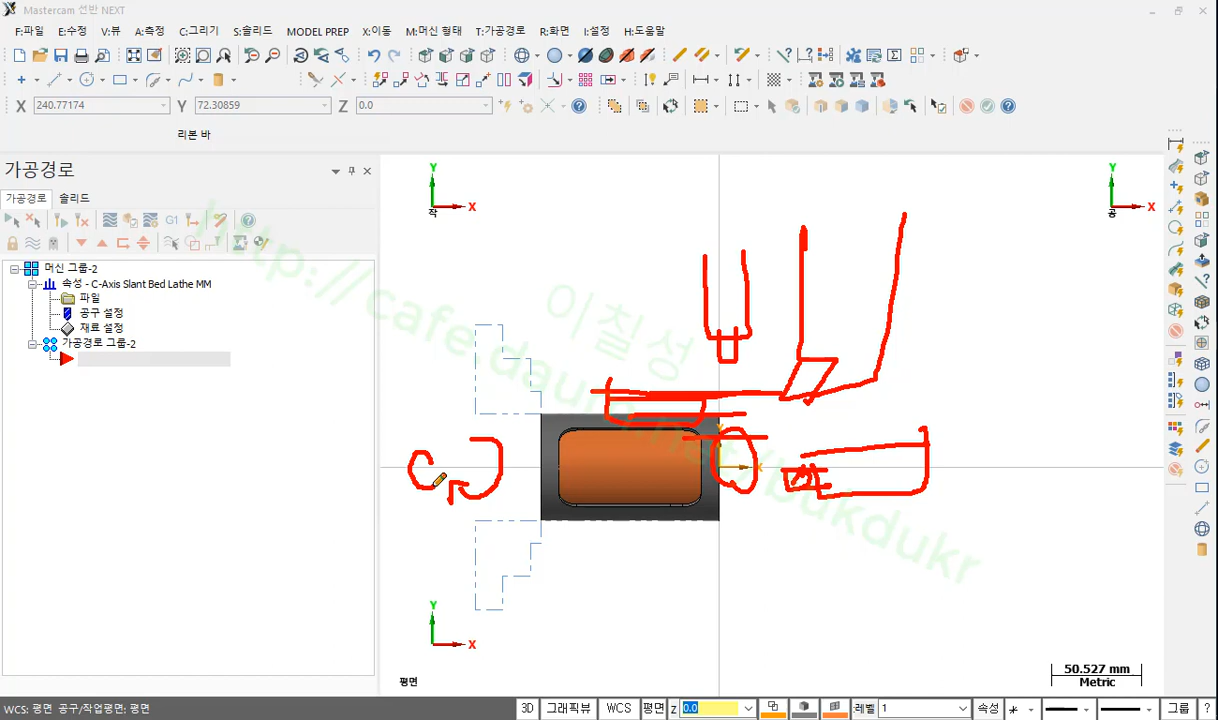 Mastercam 선반 NEXT
F:파일 E:수정 V:뷰 A:측정 C:그리기 S:솔리드 MODEL PREP X:이동 M:머신 형태 T:가공경로 R:화면 I:설정 H:도움말
X 240.77174 Y 72.30859 Z 0.0
리본 바
가공경로
가공경로 솔리드
G1
머신 그룹-2
속성 - C-Axis Slant Bed Lathe MM
파일
공구 설정
재료 설정
가공경로 그룹-2
Y
X
작
Y
X
공
http://cafe.daum.net/bukdukr
이칠성
Y
X
C
Y
X
평면
50.527 mm
Metric
WCS: 평면 공구/작업평면: 평면
3D 그래픽뷰 WCS 평면 Z 0.0 레벨 1 속성 그룹 ?